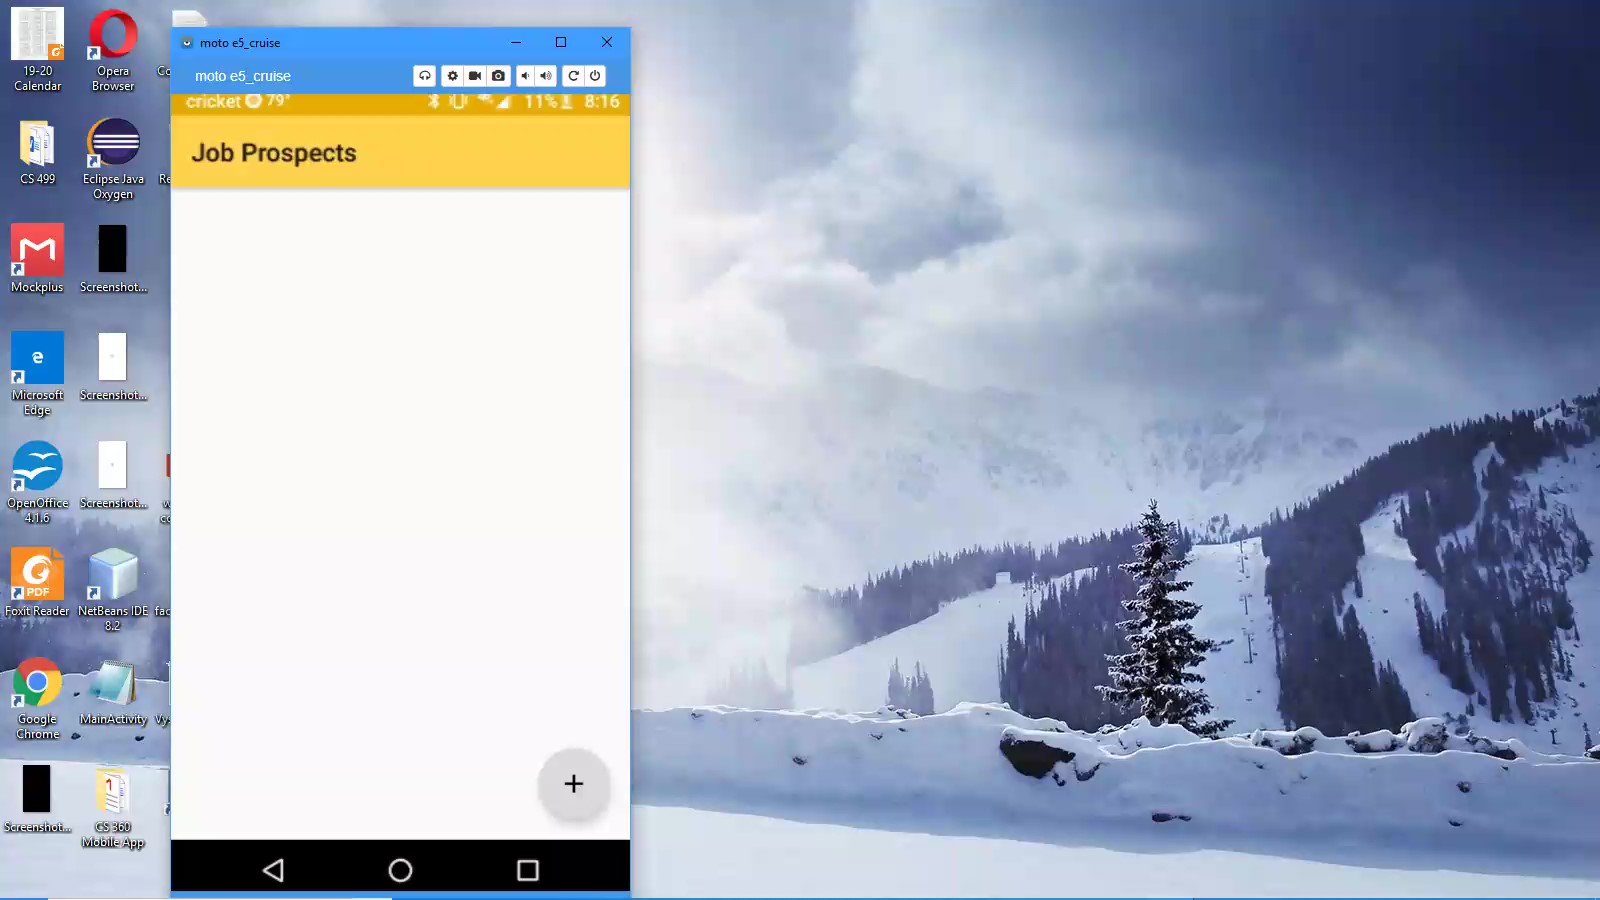 19-20
Calendar
Opera
Browser
CS 499
Eclipse Java
Oxygen
Mockplus
Screenshot...
Microsoft
Edge
Screenshot...
OpenOffice
4.1.6
Screenshot...
Foxit Reader
NetBeans IDE
8.2
Google
Chrome
MainActivity
Screenshot...
CS 360
Mobile App
moto e5_cruise
moto e5_cruise
cricket 79° 11% 8:16
Job Prospects
+